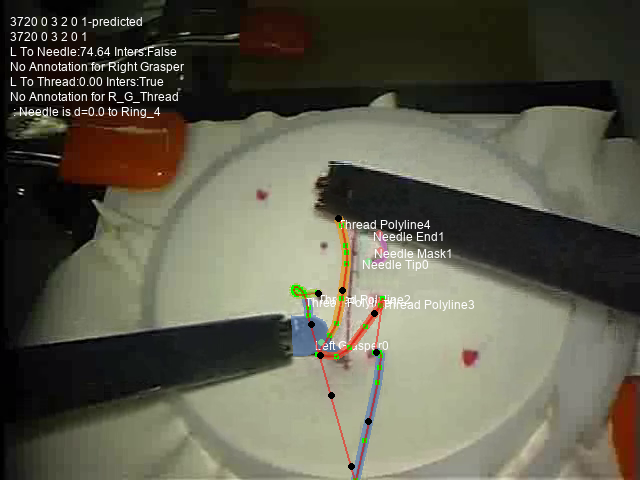 3720 0 3 2 0 1-predicted
3720 0 3 2 0 1
L To Needle:74.64 Inters:False
No Annotation for Right Grasper
L To Thread:0.00 Inters:True
No Annotation for R_G_Thread
: Needle is d=0.0 to Ring_4
Thread Polyline4
Needle End1
Needle Mask1
Needle Tip0
Thread Polyline2
Thread Polyline3
Left Grasper0